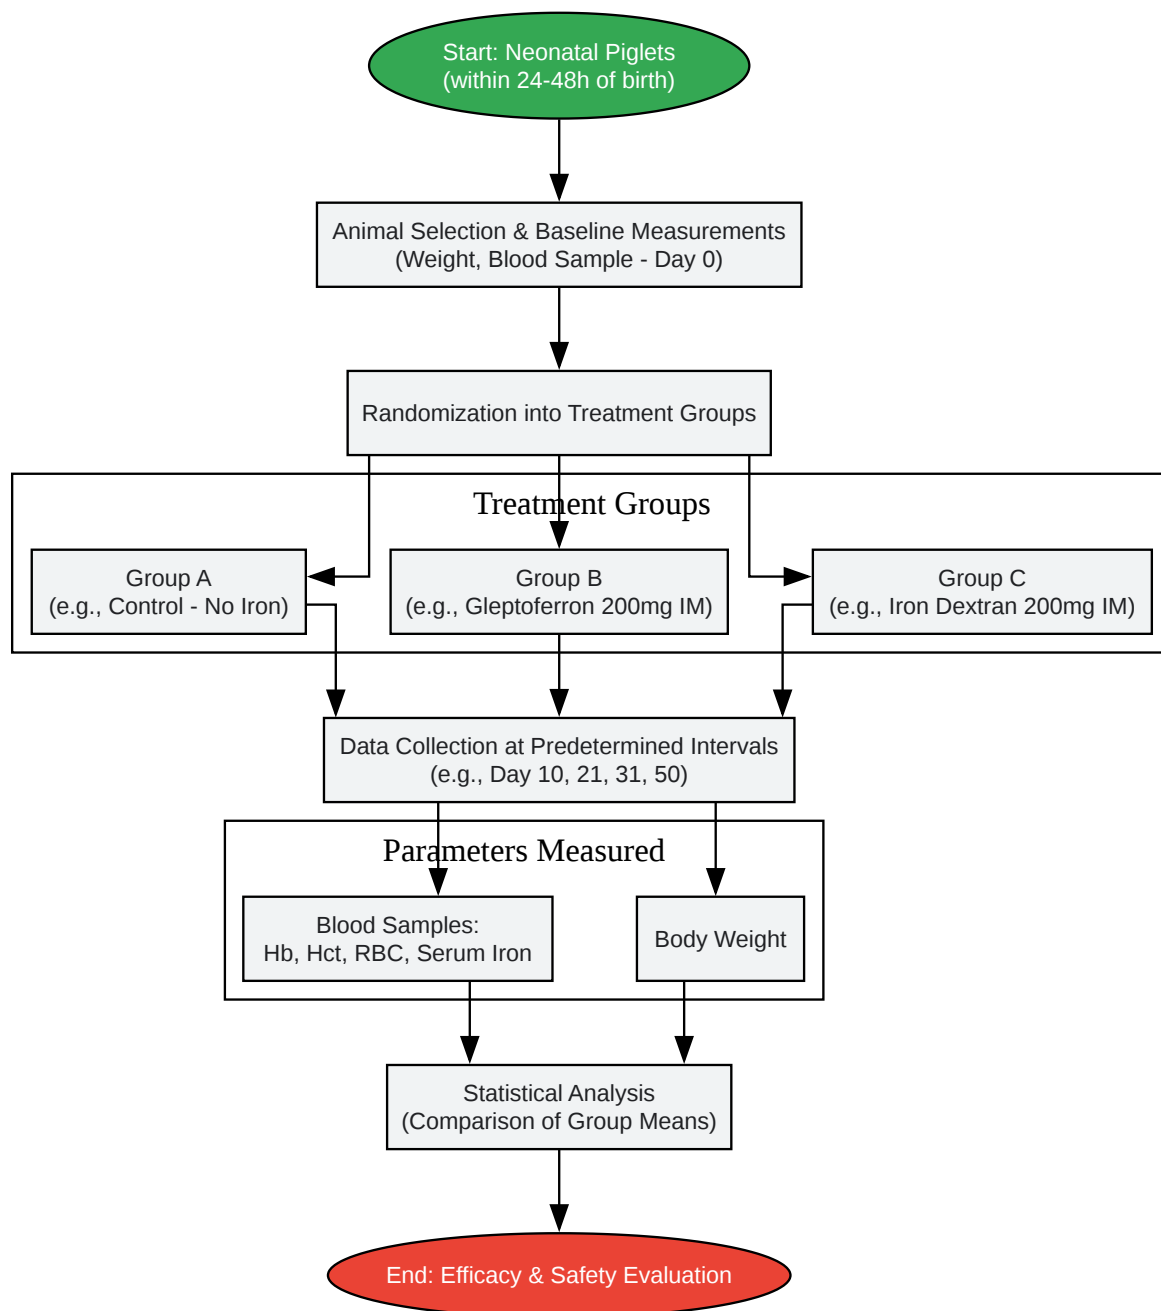 Start: Neonatal Piglets
(within 24-48h of birth)
Animal Selection & Baseline Measurements
(Weight, Blood Sample - Day 0)
Randomization into Treatment Groups
Treatment Groups
Group A
(e.g., Control - No Iron)
Group B
(e.g., Gleptoferron 200mg IM)
Group C
(e.g., Iron Dextran 200mg IM)
Data Collection at Predetermined Intervals
(e.g., Day 10, 21, 31, 50)
Parameters Measured
Blood Samples:
Hb, Hct, RBC, Serum Iron
Body Weight
Statistical Analysis
(Comparison of Group Means)
End: Efficacy & Safety Evaluation